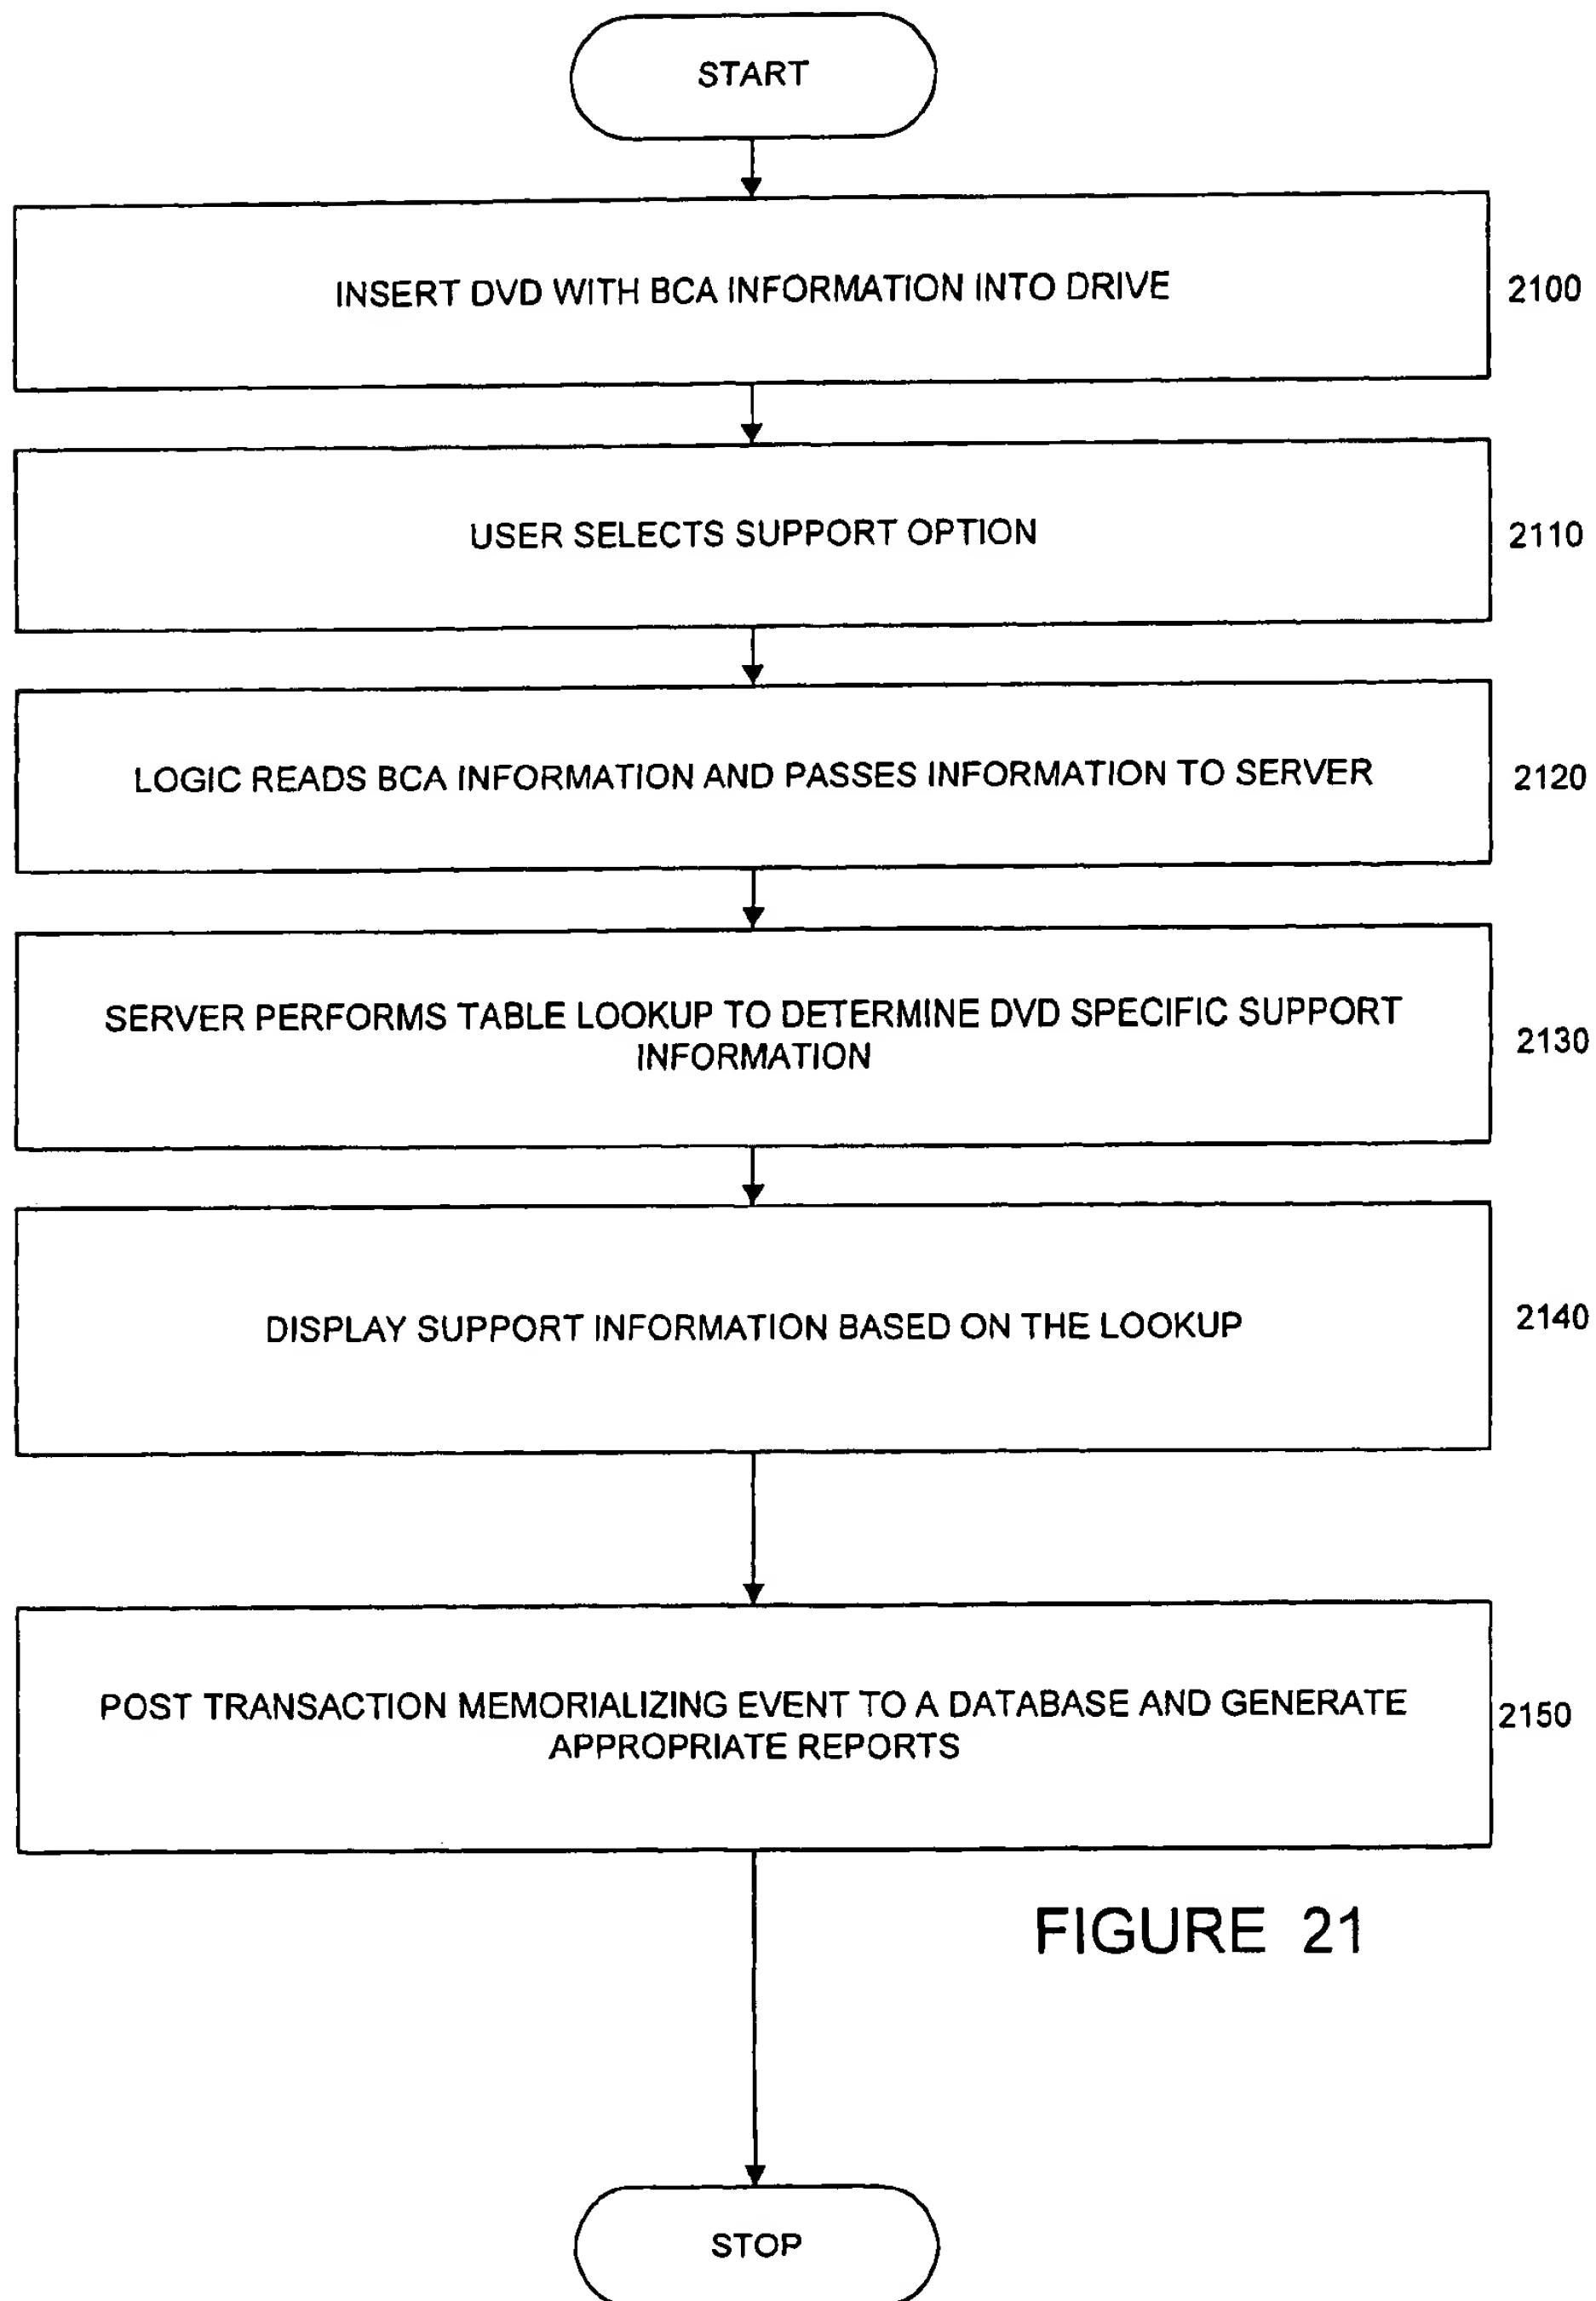 START
INSERT DVD WITH BCA INFORMATION INTO DRIVE
2100
USER SELECTS SUPPORT OPTION
2110
LOGIC READS BCA INFORMATION AND PASSES INFORMATION TO SERVER
2120
SERVER PERFORMS TABLE LOOKUP TO DETERMINE DVD SPECIFIC SUPPORT
INFORMATION
2130
DISPLAY SUPPORT INFORMATION BASED ON THE LOOKUP
2140
POST TRANSACTION MEMORIALIZING EVENT TO A DATABASE AND GENERATE
APPROPRIATE REPORTS
2150
FIGURE 21
STOP